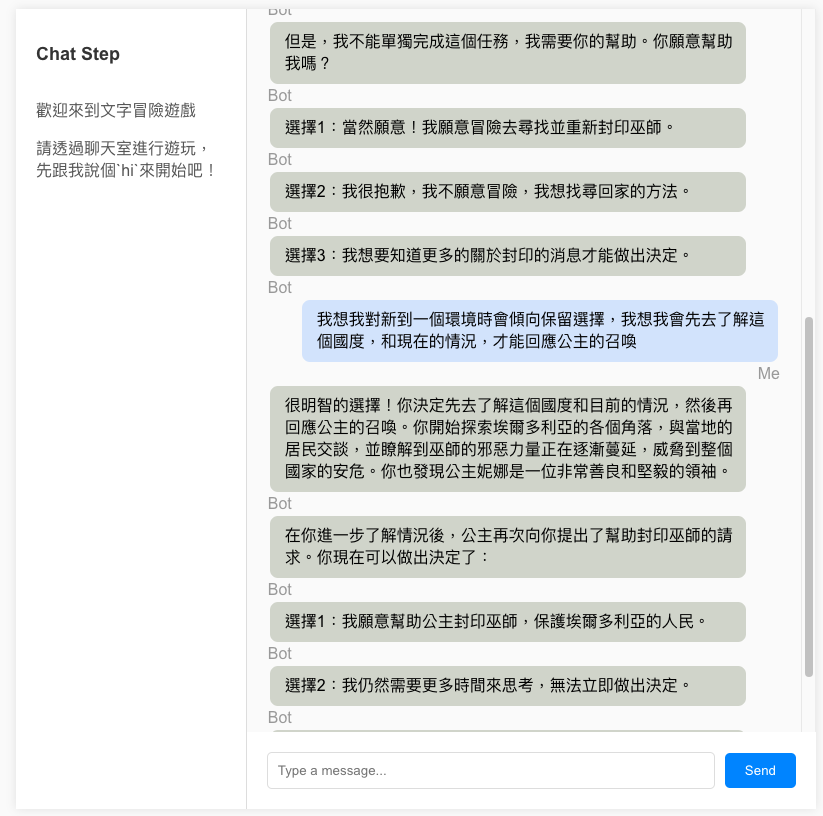 Chat Step
歡迎來到文字冒險遊戲
請透過聊天室進行遊玩，
先跟我說個`hi`來開始吧！
Bot
但是，我不能單獨完成這個任務，我需要你的幫助。你願意幫助
我嗎？
Bot
選擇1：當然願意！我願意冒險去尋找並重新封印巫師。
Bot
選擇2：我很抱歉，我不願意冒險，我想找尋回家的方法。
Bot
選擇3：我想要知道更多的關於封印的消息才能做出決定。
Bot
我想我對新到一個環境時會傾向保留選擇，我想我會先去了解這
個國度，和現在的情況，才能回應公主的召喚
Me
很明智的選擇！你決定先去了解這個國度和目前的情況，然後再
回應公主的召喚。你開始探索埃爾多利亞的各個角落，與當地的
居民交談，並瞭解到巫師的邪惡力量正在逐漸蔓延，威脅到整個
國家的安危。你也發現公主妮娜是一位非常善良和堅毅的領袖。
Bot
在你進一步了解情況後，公主再次向你提出了幫助封印巫師的請
求。你現在可以做出決定了：
Bot
選擇1：我願意幫助公主封印巫師，保護埃爾多利亞的人民。
Bot
選擇2：我仍然需要更多時間來思考，無法立即做出決定。
Bot
Type a message...
Send